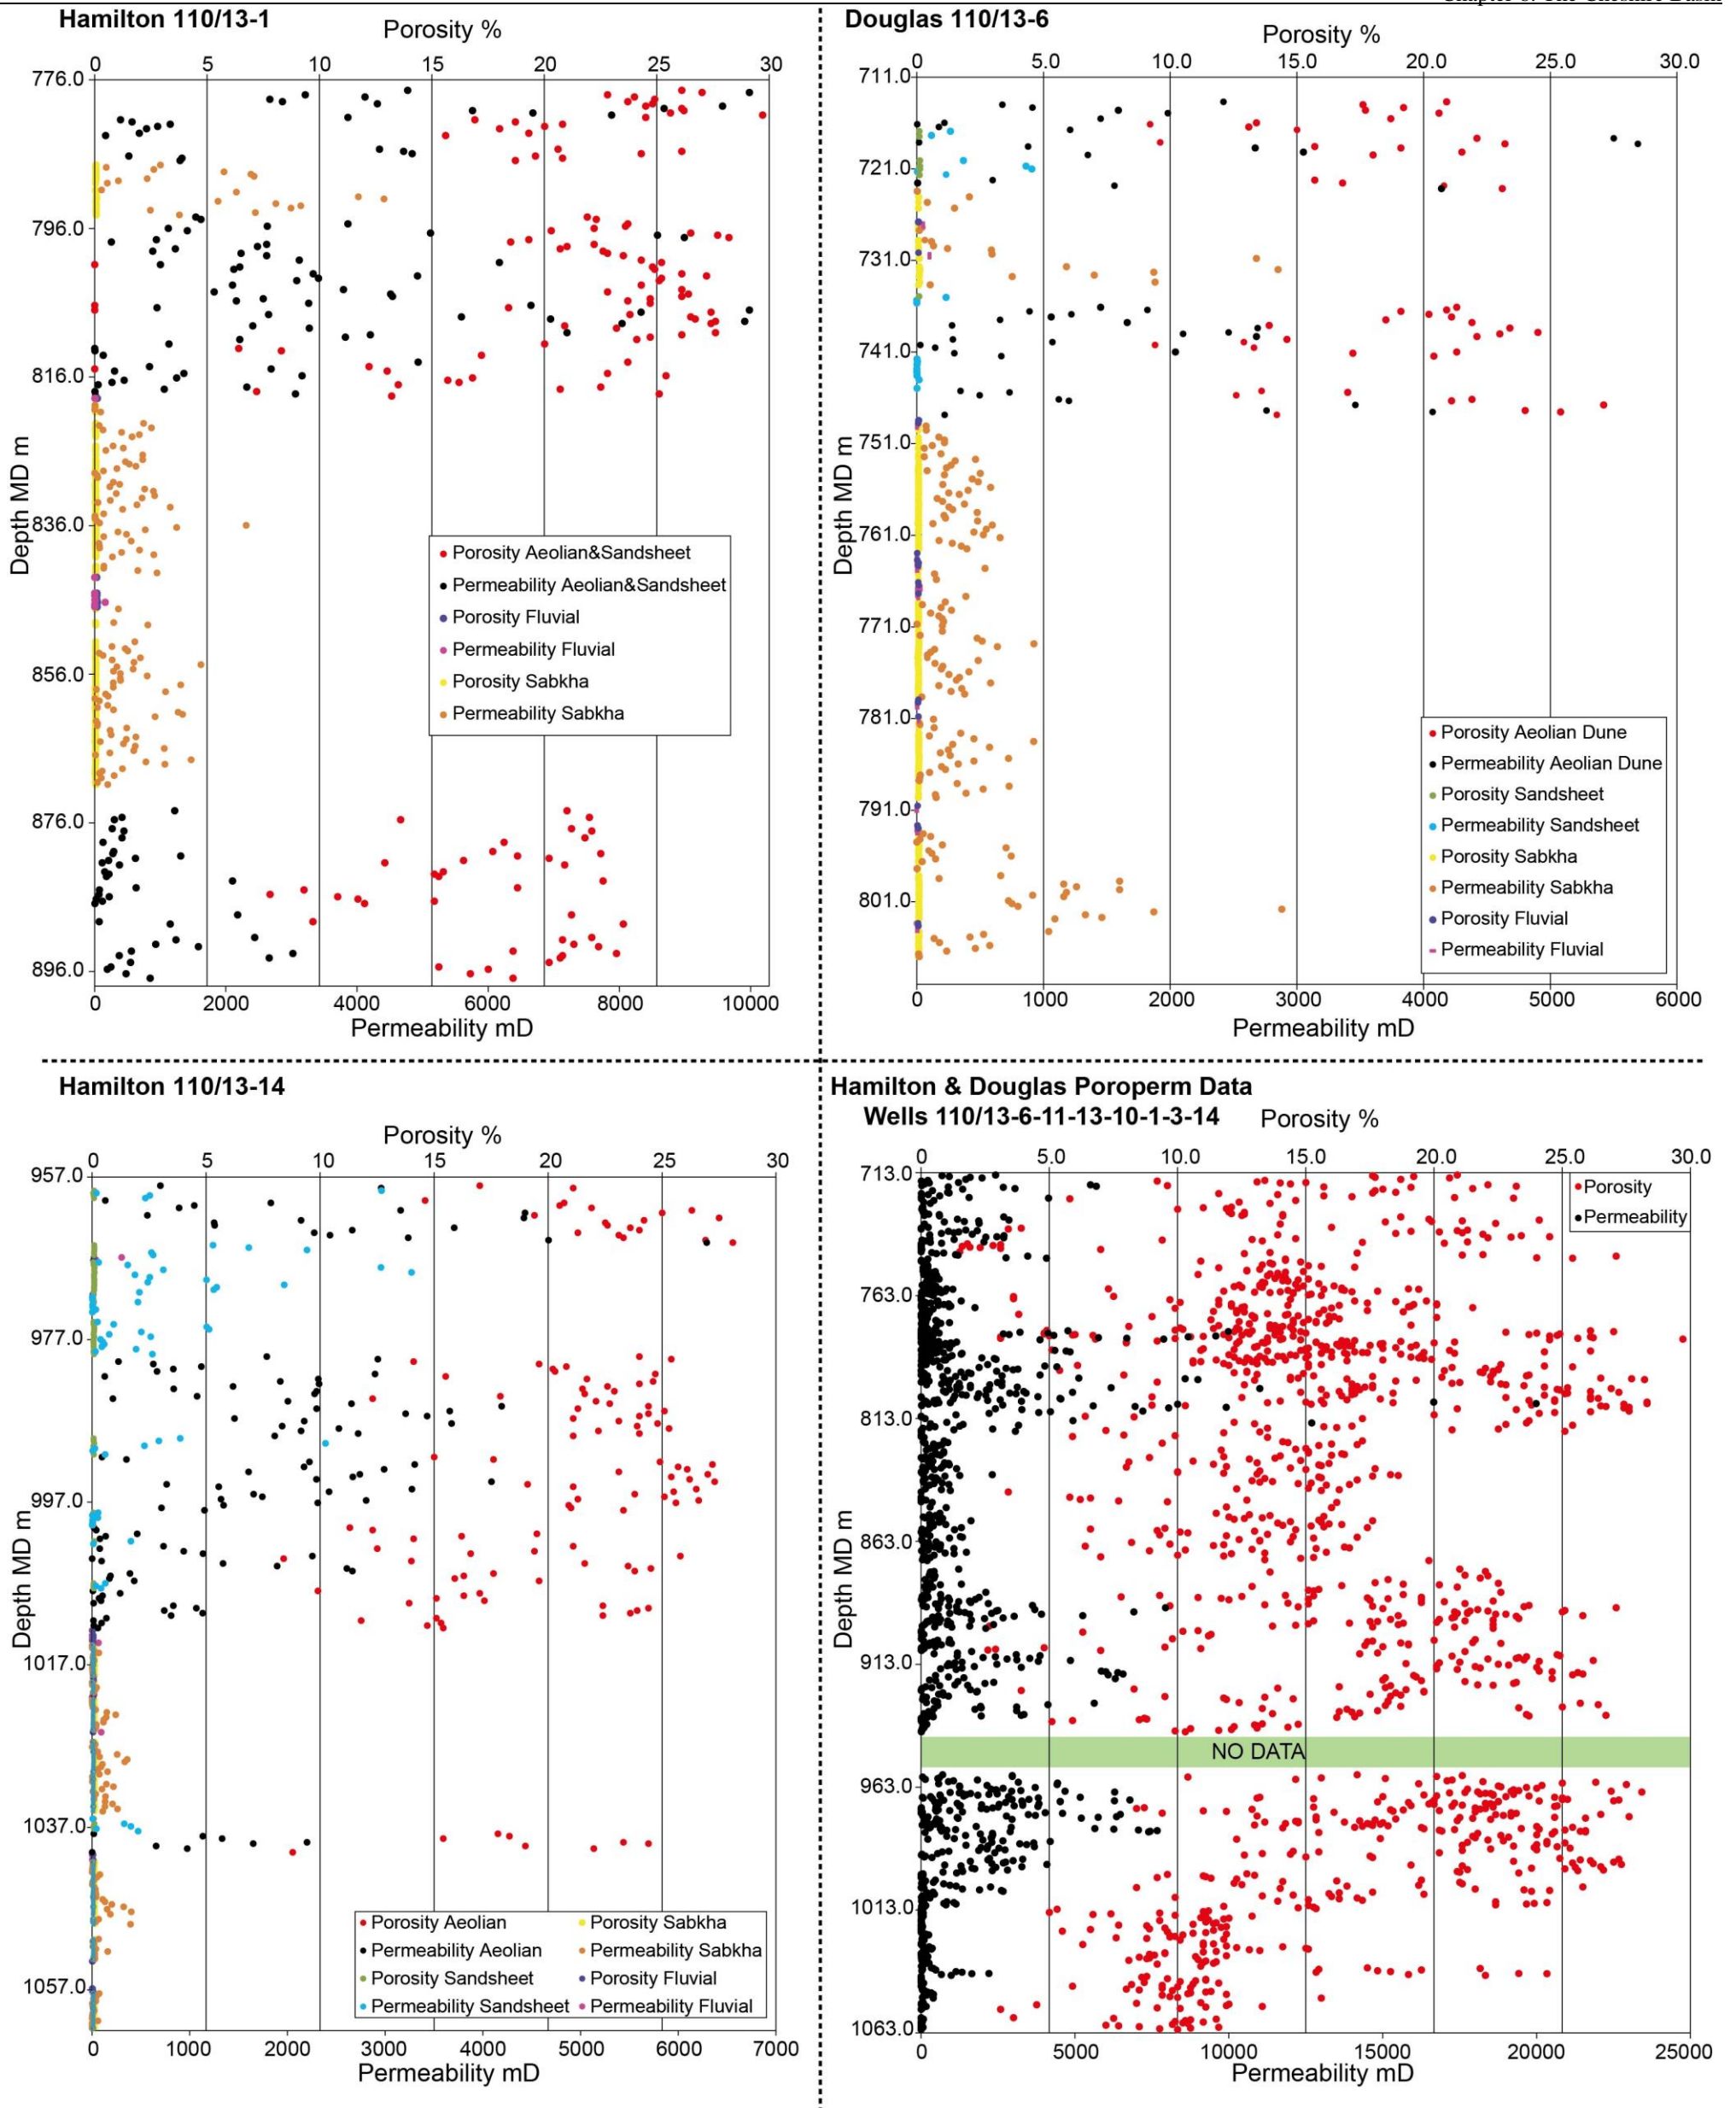 Hamilton 110/13-1
Porosity %
0 5 10 15 20 25 30
776.0
796.0
816.0
836.0
856.0
876.0
896.0
Depth MD m
Porosity Aeolian&Sandsheet
Permeability Aeolian&Sandsheet
Porosity Fluvial
Permeability Fluvial
Porosity Sabkha
Permeability Sabkha
0 2000 4000 6000 8000 10000
Permeability mD
Douglas 110/13-6
Porosity %
0 5.0 10.0 15.0 20.0 25.0 30.0
711.0
721.0
731.0
741.0
751.0
761.0
771.0
781.0
791.0
801.0
Depth MD m
Porosity Aeolian Dune
Permeability Aeolian Dune
Porosity Sandsheet
Permeability Sandsheet
Porosity Sabkha
Permeability Sabkha
Porosity Fluvial
Permeability Fluvial
0 1000 2000 3000 4000 5000 6000
Permeability mD
Hamilton 110/13-14
Porosity %
0 5 10 15 20 25 30
957.0
977.0
997.0
1017.0
1037.0
1057.0
Depth MD m
Porosity Aeolian Porosity Sabkha
Permeability Aeolian Permeability Sabkha
Porosity Sandsheet Porosity Fluvial
Permeability Sandsheet Permeability Fluvial
0 1000 2000 3000 4000 5000 6000 7000
Permeability mD
Hamilton & Douglas Poroperm Data
Wells 110/13-6-11-13-10-1-3-14 Porosity %
0 5.0 10.0 15.0 20.0 25.0 30.0
713.0
763.0
813.0
863.0
913.0
963.0
1013.0
1063.0
Depth MD m
Porosity
Permeability
NO DATA
0 5000 10000 15000 20000 25000
Permeability mD